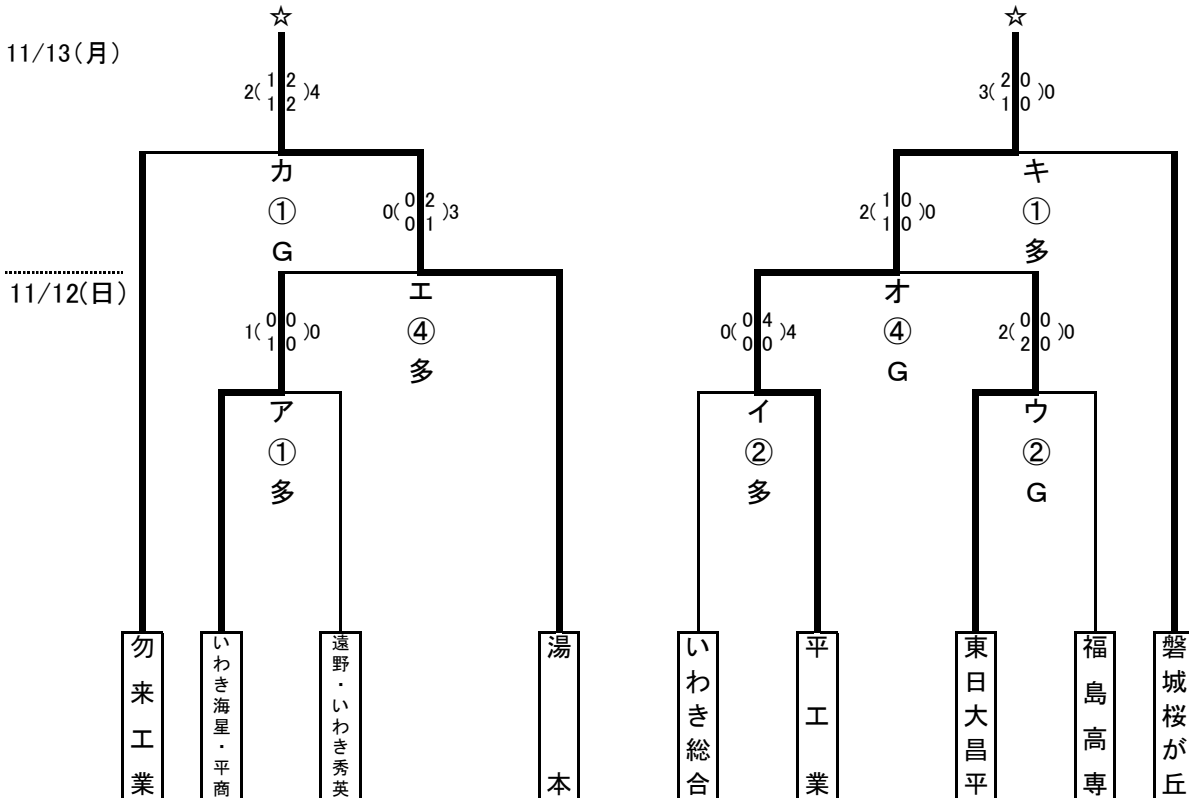 ☆ ☆
11/13(月)
2( 1 2 )4 3( 2 0 )0
1 2 1 0
カ キ
① ①
G 多
0( 0 2 )3 2( 1 0 )0
0 1 1 0
11/12(日)
エ オ
④ ④
多 G
1( 0 0 )0 0( 0 4 )4 2( 0 0 )0
1 0 0 0 2 0
ア イ ウ
① ② ②
多 多 G
勿来工業
いわき海星・平商
遠野・いわき秀英
湯本
いわき総合
平工業
東日大昌平
福島高専
磐城桜が丘